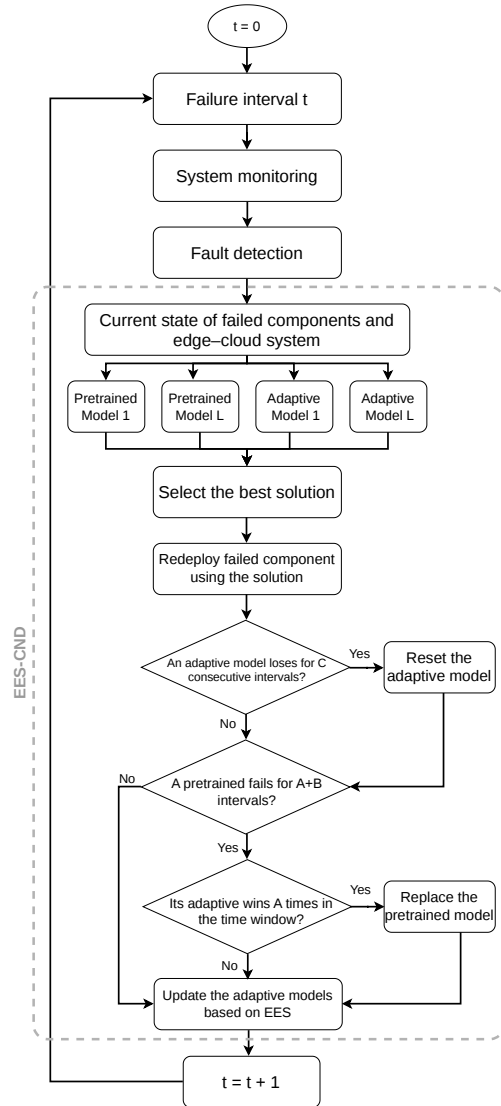 t = 0
Failure interval t
System monitoring
Fault detection
Current state of failed components and
edge–cloud system
Pretrained
Model 1
Pretrained
Model L
Adaptive
Model 1
Adaptive
Model L
Select the best solution
Redeploy failed component
using the solution
EES-CND
An adaptive model loses for C
consecutive intervals?
Yes
Reset the
adaptive model
No
A pretrained fails for A+B
intervals?
No
Yes
Its adaptive wins A times in
the time window?
Yes
Replace the
pretrained model
No
Update the adaptive models
based on EES
t = t + 1